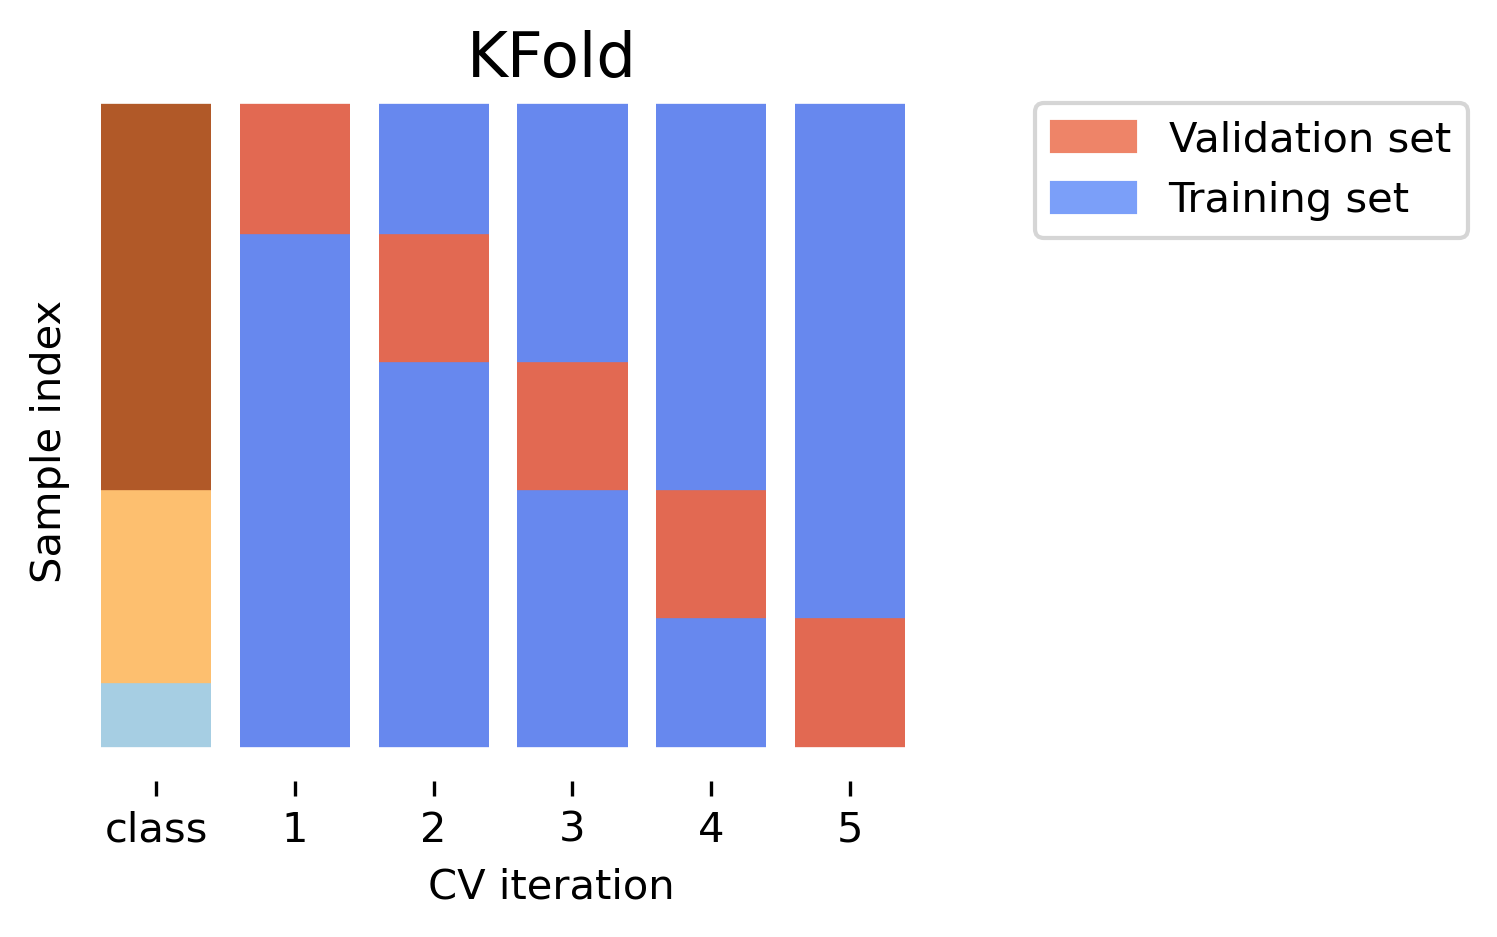 KFold
Validation set
Training set
Sample index
class 1 2 3 4 5
CV iteration